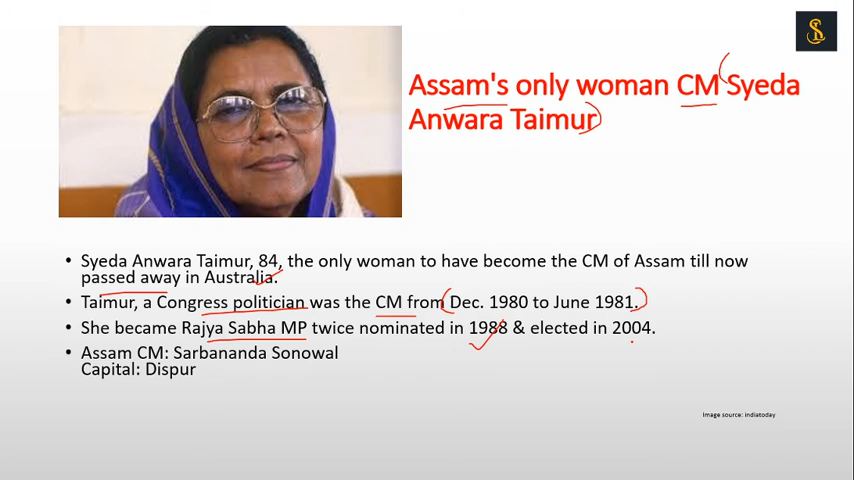 Assam's only woman CM Syeda
Anwara Taimur
Syeda Anwara Taimur, 84, the only woman to have become the CM of Assam till now
passed away in Australia.
Taimur, a Congress politician was the CM from Dec. 1980 to June 1981.
She became Rajya Sabha MP twice nominated in 1988 & elected in 2004.
Assam CM: Sarbananda Sonowal
Capital: Dispur
Image source: indiatoday